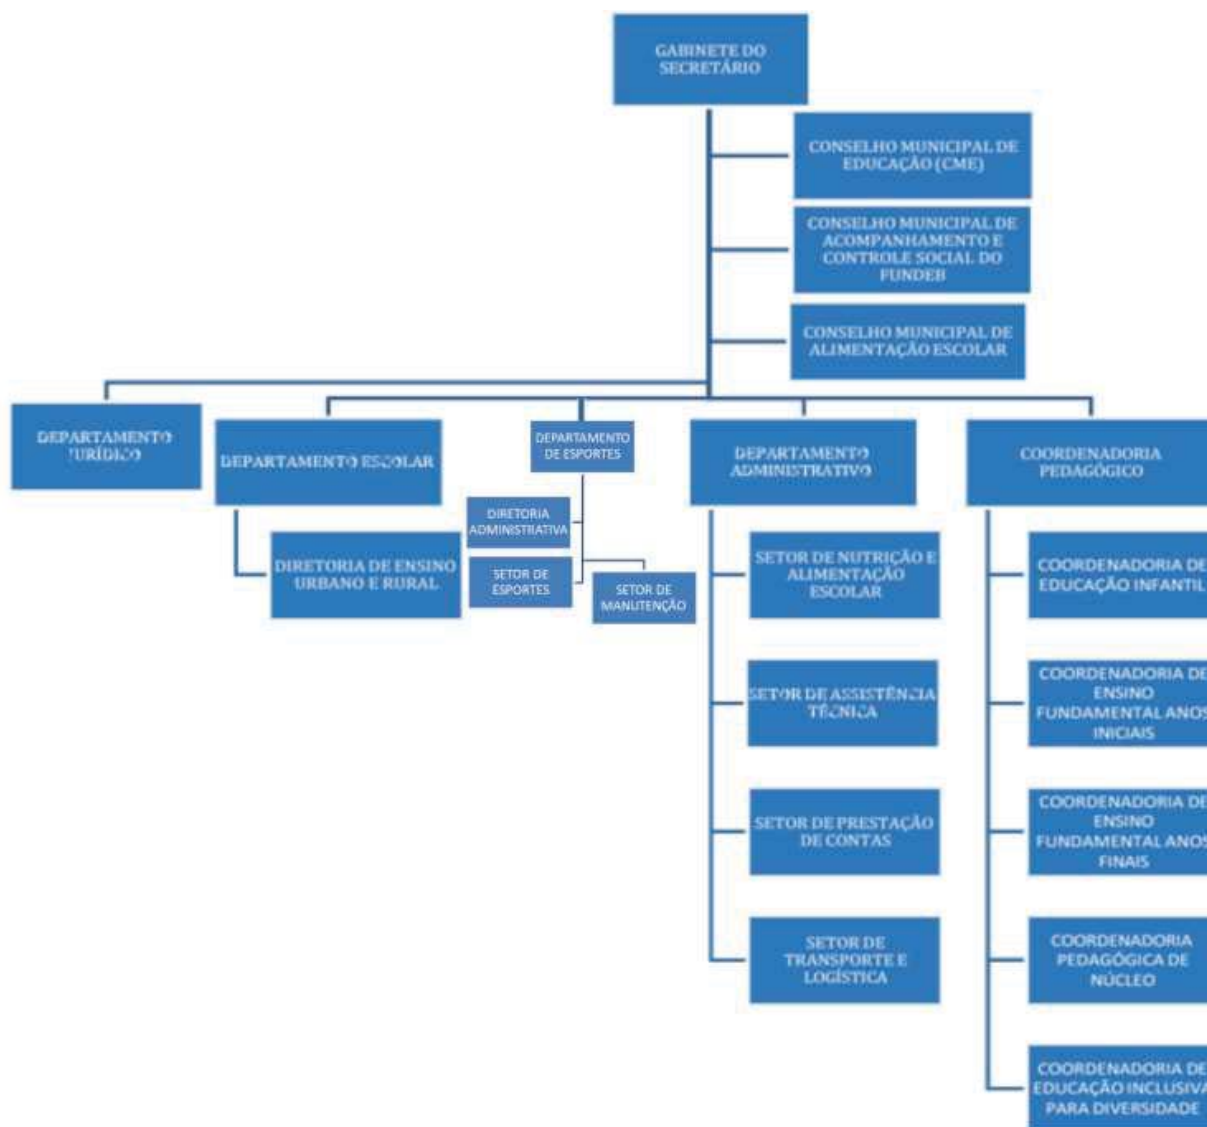 GABINETE DO
SECRETÁRIO
CONSELHO MUNICIPAL DE
EDUCAÇÃO (CME)
CONSELHO MUNICIPAL DE
ACOMPANHAMENTO E
CONTROLE SOCIAL DO
FUNDEB
CONSELHO MUNICIPAL DE
ALIMENTAÇÃO ESCOLAR
DEPARTAMENTO
JURÍDICO
DEPARTAMENTO ESCOLAR
DIRETORIA DE ENSINO
URBANO E RURAL
DEPARTAMENTO
DE ESPORTES
DIRETORIA
ADMINISTRATIVA
SETOR DE
ESPORTES
SETOR DE
MANUTENÇÃO
DEPARTAMENTO
ADMINISTRATIVO
SETOR DE NUTRIÇÃO E
ALIMENTAÇÃO
ESCOLAR
SETOR DE ASSISTÊNCIA
TÉCNICA
SETOR DE PRESTAÇÃO
DE CONTAS
SETOR DE
TRANSPORTE E
LOGÍSTICA
COORDENADORIA
PEDAGÓGICO
COORDENADORIA DE
EDUCAÇÃO INFANTIL
COORDENADORIA DE
ENSINO
FUNDAMENTAL ANOS
INICIAIS
COORDENADORIA DE
ENSINO
FUNDAMENTAL ANOS
FINAIS
COORDENADORIA
PEDAGÓGICA DE
NÚCLEO
COORDENADORIA DE
EDUCAÇÃO INCLUSIVA
PARA DIVERSIDADE